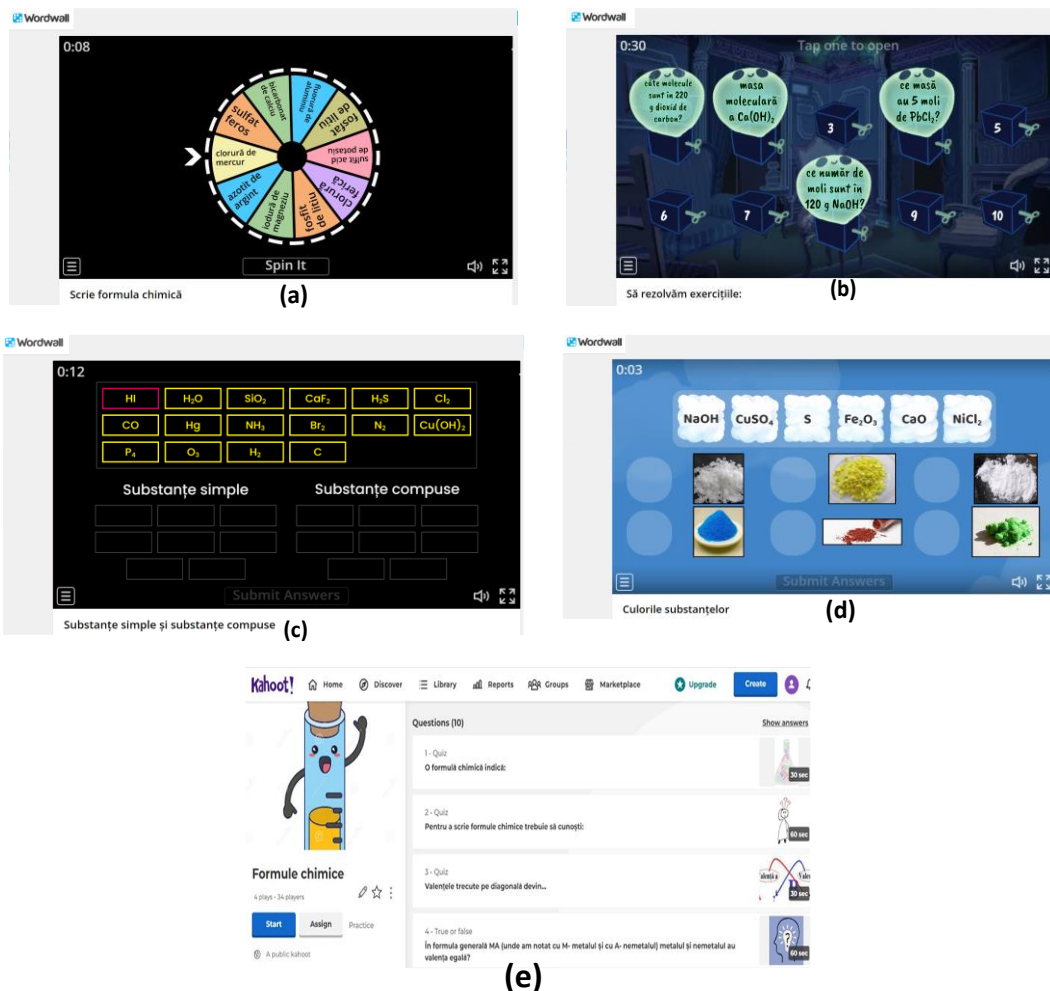 Wordwall
0:08
bicarbonat
de calciu
fluorură de
aluminiu
fosfat
de litiu
sulfit acid
de potasiu
clorură
ferică
fosfit
de litiu
iodură de
magneziu
azotit de
argint
clorură de
mercur
sulfat
feros
Spin It
Scrie formula chimică
(a)
Wordwall
0:30
Tap one to open
câte molecule
sunt in 220
g dioxid de
carbon?
masa
moleculară
a Ca(OH)₂
3
ce masă
au 5 moli
de PbCl₂?
5
ce număr de
moli sunt în
120 g NaOH?
6
7
9
10
Să rezolvăm exercițiile:
(b)
Wordwall
0:12
HI H₂O SiO₂ CaF₂ H₂S Cl₂
CO Hg NH₃ Br₂ N₂ Cu(OH)₂
P₄ O₃ H₂ C
Substanțe simple Substanțe compuse
Submit Answers
Substanțe simple și substanțe compuse
(c)
Wordwall
0:03
NaOH CuSO₄ S Fe₂O₃ CaO NiCl₂
Submit Answers
Culorile substanțelor
(d)
Kahoot! Home Discover Library Reports Groups Marketplace Upgrade Create
Questions (10) Show answers
1 - Quiz
O formulă chimică indică:
30 sec
2 - Quiz
Pentru a scrie formule chimice trebuie să cunoști:
60 sec
3 - Quiz
Valențele trecute pe diagonală devin...
30 sec
4 - True or false
În formula generală MA (unde am notat cu M- metalul și cu A- nemetalul) metalul și nemetalul au
valența egală?
60 sec
Formule chimice
4 plays · 34 players
Start Assign Practice
A public kahoot
(e)